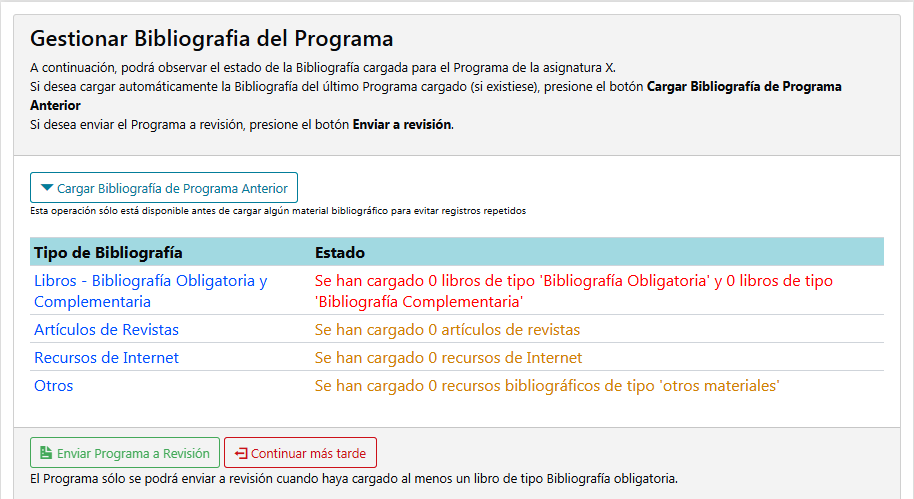 Gestionar Bibliografia del Programa
A continuación, podrá observar el estado de la Bibliografía cargada para el Programa de la asignatura X.
Si desea cargar automáticamente la Bibliografía del último Programa cargado (si existiese), presione el botón Cargar Bibliografía de Programa
Anterior
Si desea enviar el Programa a revisión, presione el botón Enviar a revisión.
Cargar Bibliografía de Programa Anterior
Esta operación sólo está disponible antes de cargar algún material bibliográfico para evitar registros repetidos
Tipo de Bibliografía Estado
Libros - Bibliografía Obligatoria y Se han cargado 0 libros de tipo 'Bibliografía Obligatoria' y 0 libros de tipo
Complementaria 'Bibliografía Complementaria'
Artículos de Revistas Se han cargado 0 artículos de revistas
Recursos de Internet Se han cargado 0 recursos de Internet
Otros Se han cargado 0 recursos bibliográficos de tipo 'otros materiales'
Enviar Programa a Revisión Continuar más tarde
El Programa sólo se podrá enviar a revisión cuando haya cargado al menos un libro de tipo Bibliografía obligatoria.